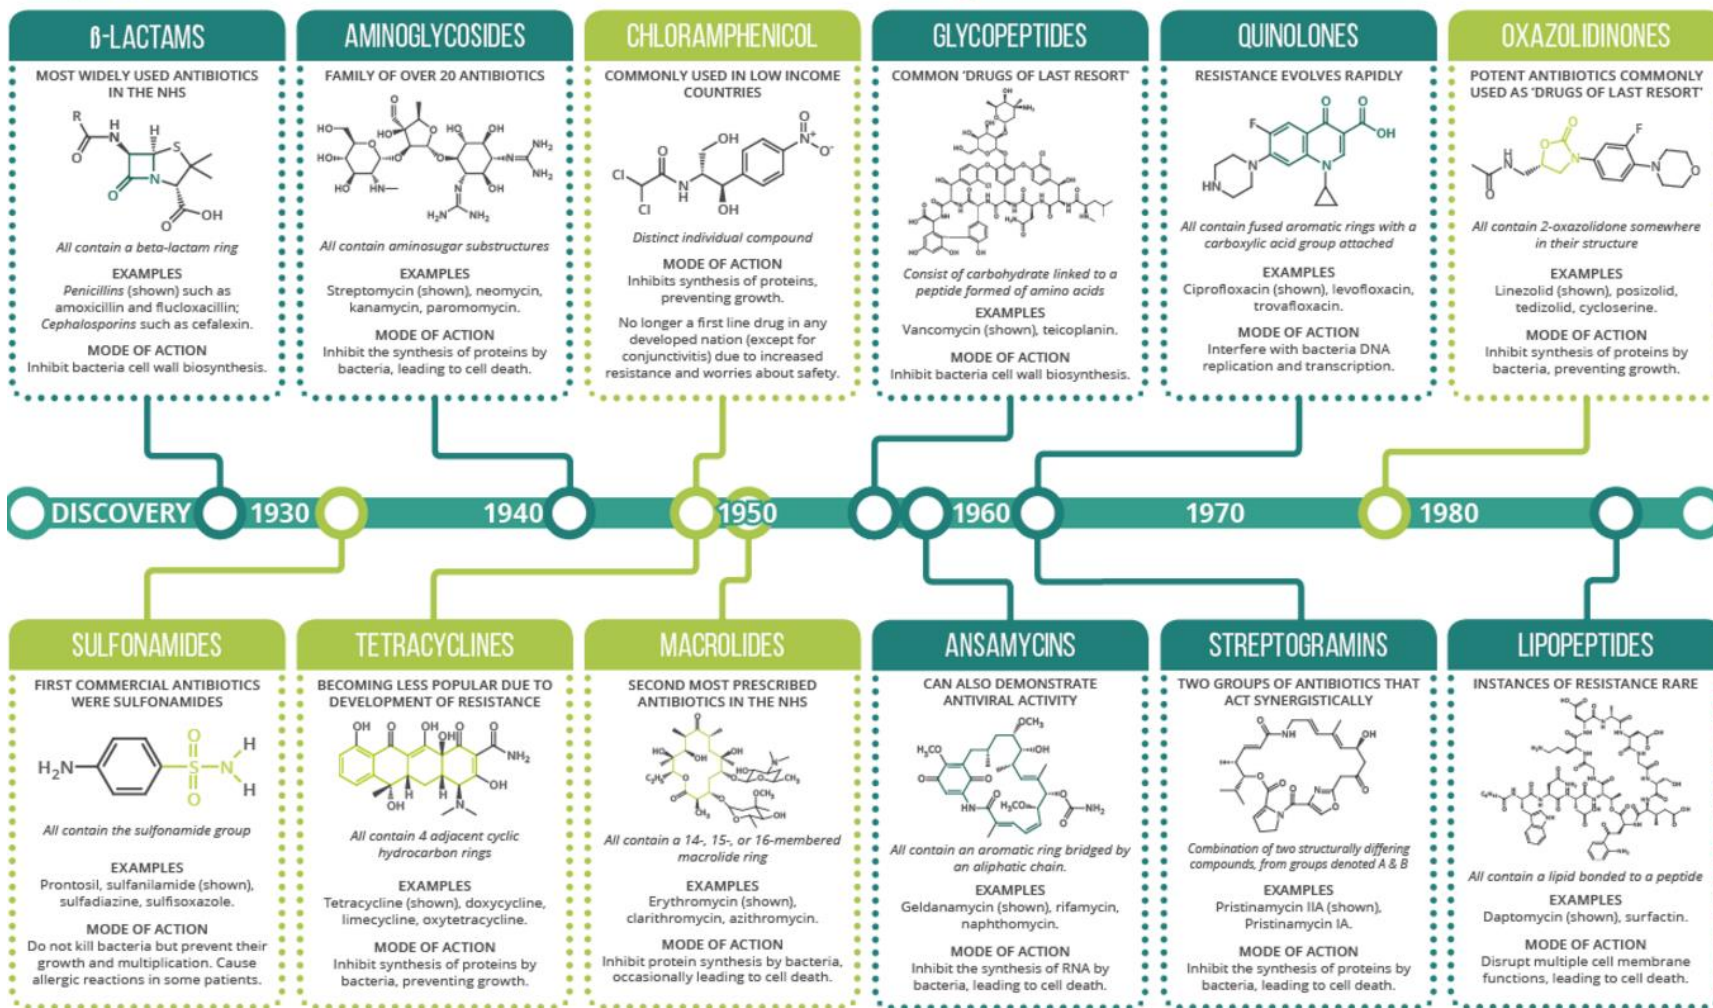 β-LACTAMS
MOST WIDELY USED ANTIBIOTICS
IN THE NHS
R
H
N
H
S
O
N
O
O
OH
All contain a beta-lactam ring
EXAMPLES
Penicillins (shown) such as
amoxicillin and flucloxacillin;
Cephalosporins such as cefalexin.
MODE OF ACTION
Inhibit bacteria cell wall biosynthesis.
AMINOGLYCOSIDES
FAMILY OF OVER 20 ANTIBIOTICS
All contain aminosugar substructures
EXAMPLES
Streptomycin (shown), neomycin,
kanamycin, paromomycin.
MODE OF ACTION
Inhibit the synthesis of proteins by
bacteria, leading to cell death.
CHLORAMPHENICOL
COMMONLY USED IN LOW INCOME
COUNTRIES
O
N+
O-
OH
O
Cl
N
H
Cl
OH
Distinct individual compound
MODE OF ACTION
Inhibits synthesis of proteins,
preventing growth.
No longer a first line drug in any
developed nation (except for
conjunctivitis) due to increased
resistance and worries about safety.
GLYCOPEPTIDES
COMMON 'DRUGS OF LAST RESORT'
Consist of carbohydrate linked to a
peptide formed of amino acids
EXAMPLES
Vancomycin (shown), teicoplanin.
MODE OF ACTION
Inhibit bacteria cell wall biosynthesis.
QUINOLONES
RESISTANCE EVOLVES RAPIDLY
O
O
F
OH
N
N
HN
All contain fused aromatic rings with a
carboxylic acid group attached
EXAMPLES
Ciprofloxacin (shown), levofloxacin,
trovafloxacin.
MODE OF ACTION
Interfere with bacteria DNA
replication and transcription.
OXAZOLIDINONES
POTENT ANTIBIOTICS COMMONLY
USED AS 'DRUGS OF LAST RESORT'
O
F
O
N
N
HN
O
O
All contain 2-oxazolidone somewhere
in their structure
EXAMPLES
Linezolid (shown), posizolid,
tedizolid, cycloserine.
MODE OF ACTION
Inhibit synthesis of proteins by
bacteria, preventing growth.
DISCOVERY 1930 1940 1950 1960 1970 1980
SULFONAMIDES
FIRST COMMERCIAL ANTIBIOTICS
WERE SULFONAMIDES
O
H
H2N
S
N
H
O
All contain the sulfonamide group
EXAMPLES
Prontosil, sulfanilamide (shown),
sulfadiazine, sulfisoxazole.
MODE OF ACTION
Do not kill bacteria but prevent their
growth and multiplication. Cause
allergic reactions in some patients.
TETRACYCLINES
BECOMING LESS POPULAR DUE TO
DEVELOPMENT OF RESISTANCE
OH
O
OH
O
O
OH
NH2
OH
H
H
OH
N
All contain 4 adjacent cyclic
hydrocarbon rings
EXAMPLES
Tetracycline (shown), doxycycline,
limecycline, oxytetracycline.
MODE OF ACTION
Inhibit synthesis of proteins by
bacteria, preventing growth.
MACROLIDES
SECOND MOST PRESCRIBED
ANTIBIOTICS IN THE NHS
All contain a 14-, 15-, or 16-membered
macrolide ring
EXAMPLES
Erythromycin (shown),
clarithromycin, azithromycin.
MODE OF ACTION
Inhibit protein synthesis by bacteria,
occasionally leading to cell death.
ANSAMYCINS
CAN ALSO DEMONSTRATE
ANTIVIRAL ACTIVITY
OCH3
H3CO
OH
O
O
NH
O
H3CO
O
NH2
O
All contain an aromatic ring bridged by
an aliphatic chain.
EXAMPLES
Geldanamycin (shown), rifamycin,
naphthomycin.
MODE OF ACTION
Inhibit the synthesis of RNA by
bacteria, leading to cell death.
STREPTOGRAMINS
TWO GROUPS OF ANTIBIOTICS THAT
ACT SYNERGISTICALLY
Combination of two structurally differing
compounds, from groups denoted A & B
EXAMPLES
Pristinamycin IIA (shown),
Pristinamycin IA.
MODE OF ACTION
Inhibit the synthesis of proteins by
bacteria, leading to cell death.
LIPOPEPTIDES
INSTANCES OF RESISTANCE RARE
All contain a lipid bonded to a peptide
EXAMPLES
Daptomycin (shown), surfactin.
MODE OF ACTION
Disrupt multiple cell membrane
functions, leading to cell death.